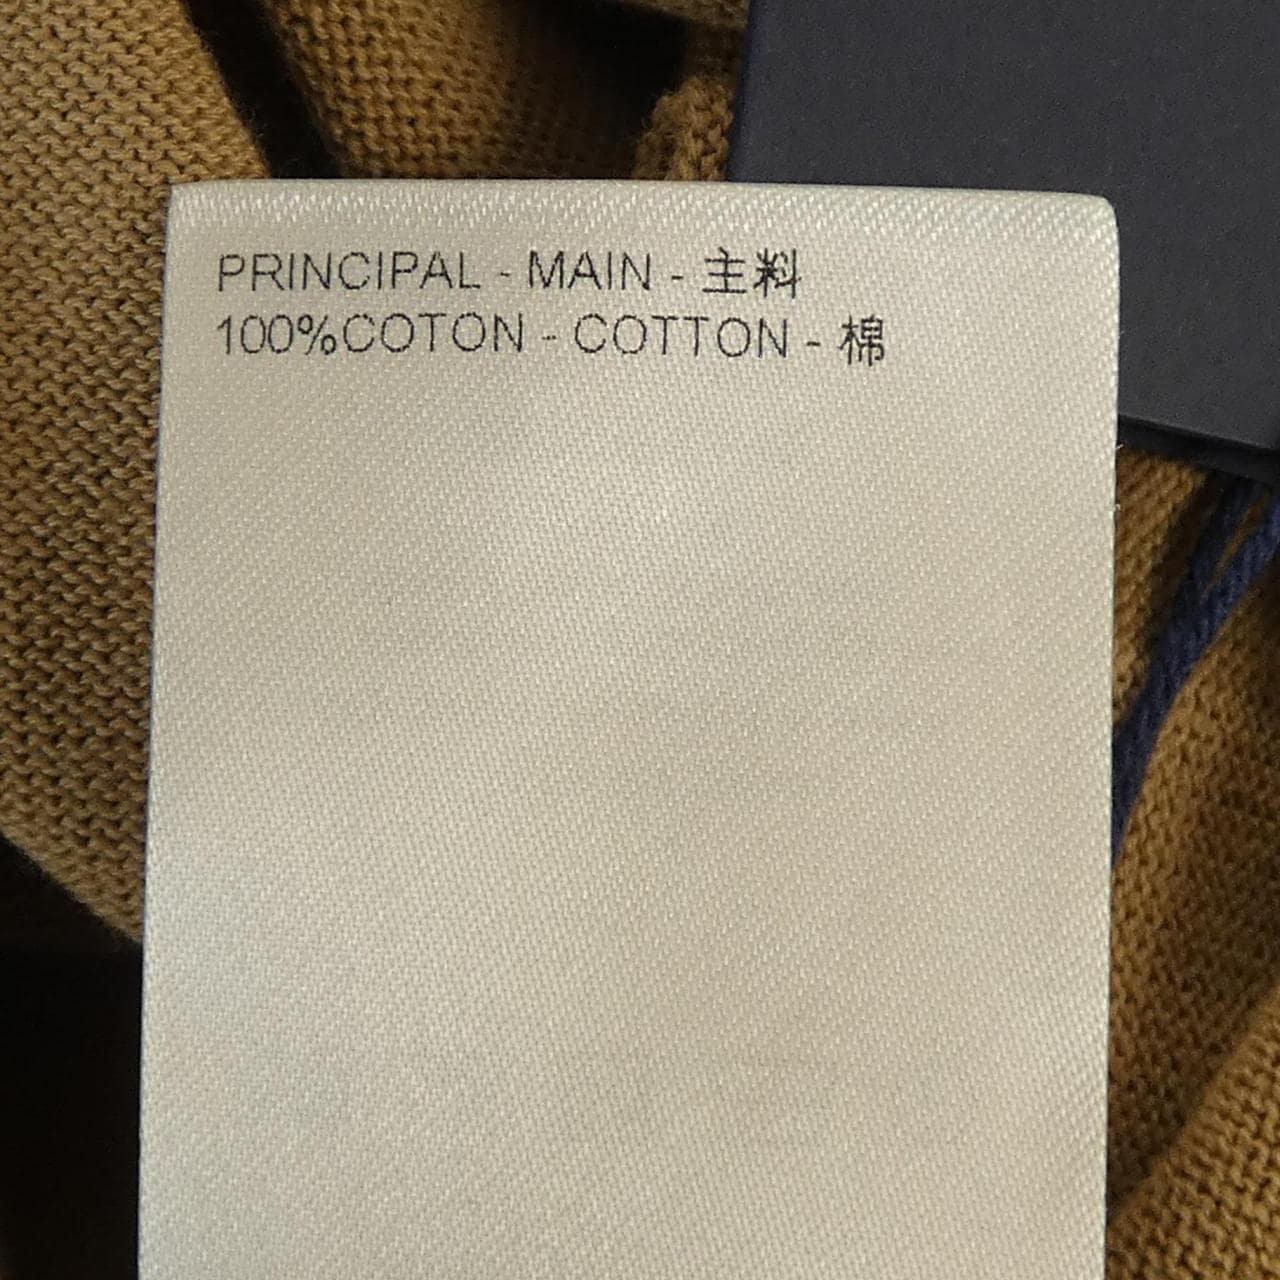 PRINCIPAL - MAIN - 主料
100%COTON - COTTON - 棉